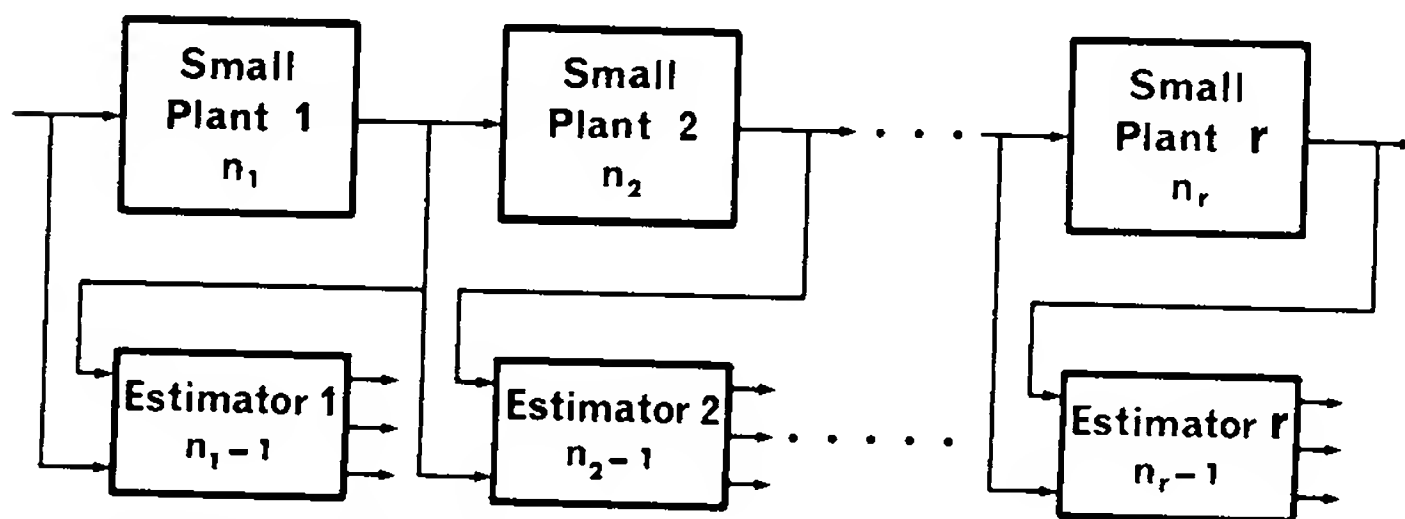 Small
Plant 1
n₁
Small
Plant 2
n₂
Small
Plant r
nᵣ
Estimator 1
n₁-1
Estimator 2
n₂-1
Estimator r
nᵣ-1